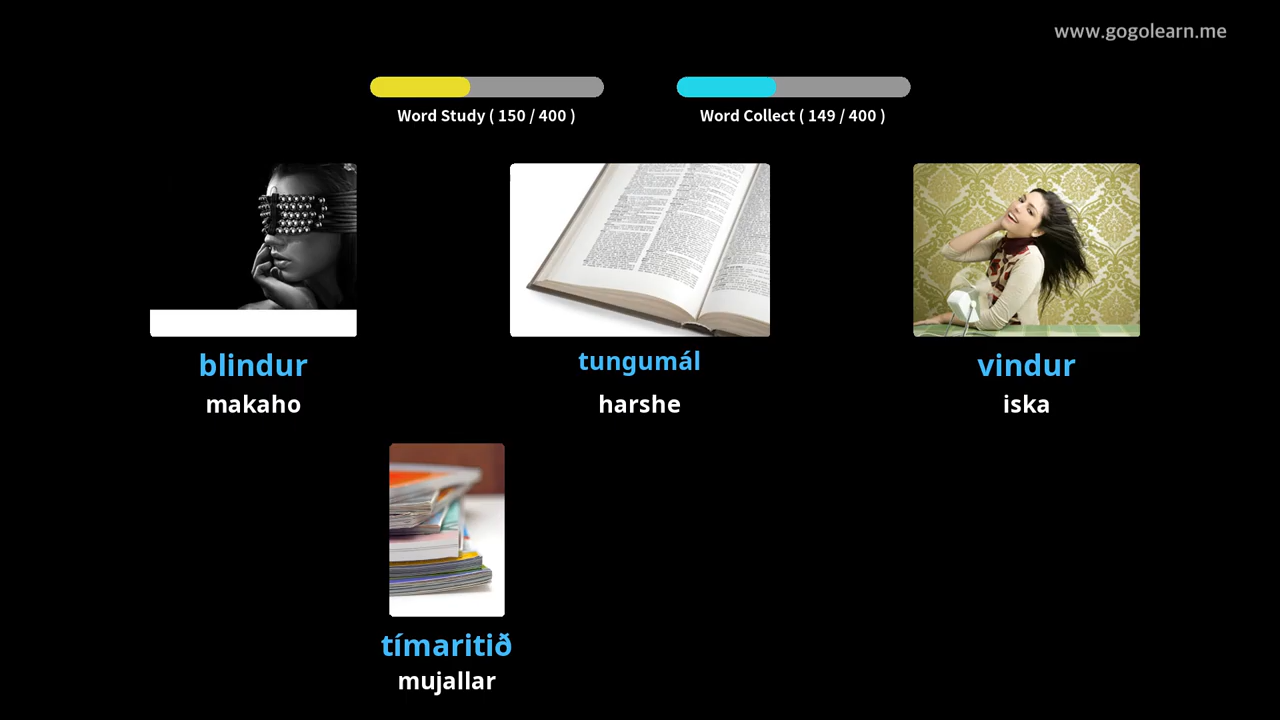 www.gogolearn.me
Word Study ( 150 / 400 )
Word Collect ( 149 / 400 )
blindur
makaho
tungumál
harshe
vindur
iska
tímaritið
mujallar